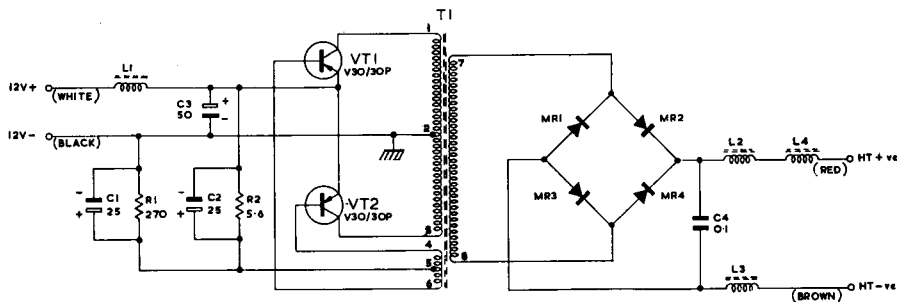 T1
1
VT1
V30/30P
7
L1
12V+
(WHITE)
C3
50
+
-
MR1
MR2
12V-
(BLACK)
2
L2
L4
HT+ve
(RED)
-
C1
25
+
R1
270
-
C2
25
+
R2
5·6
VT2
V30/30P
MR3
MR4
C4
0·1
3
4
5
6
8
L3
HT-ve
(BROWN)